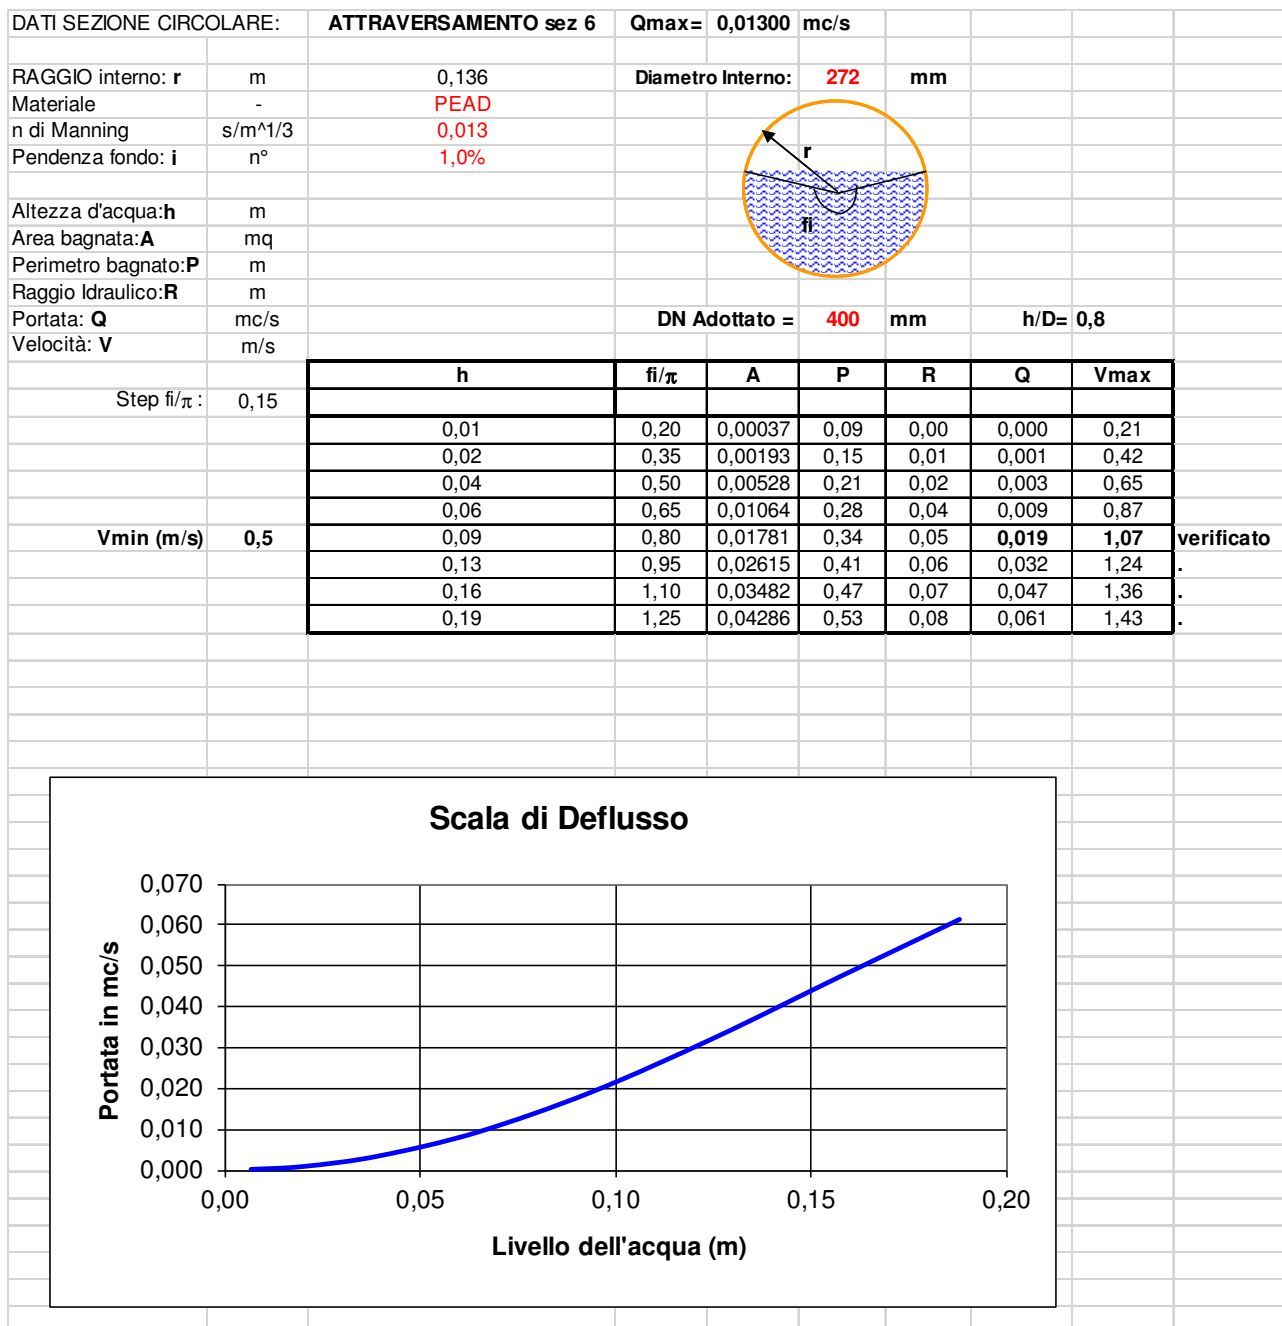 DATI SEZIONE CIRCOLARE: ATTRAVERSAMENTO sez 6 Qmax= 0,01300 mc/s
RAGGIO interno: r m 0,136 Diametro Interno: 272 mm
Materiale - PEAD
n di Manning s/m^1/3 0,013
Pendenza fondo: i n° 1,0%
r
fi
Altezza d'acqua:h m
Area bagnata:A mq
Perimetro bagnato:P m
Raggio Idraulico:R m
Portata: Q mc/s DN Adottato = 400 mm h/D= 0,8
Velocità: V m/s
h fi/π A P R Q Vmax
Step fi/π : 0,15
0,01 0,20 0,00037 0,09 0,00 0,000 0,21
0,02 0,35 0,00193 0,15 0,01 0,001 0,42
0,04 0,50 0,00528 0,21 0,02 0,003 0,65
0,06 0,65 0,01064 0,28 0,04 0,009 0,87
Vmin (m/s) 0,5 0,09 0,80 0,01781 0,34 0,05 0,019 1,07 verificato
0,13 0,95 0,02615 0,41 0,06 0,032 1,24 .
0,16 1,10 0,03482 0,47 0,07 0,047 1,36 .
0,19 1,25 0,04286 0,53 0,08 0,061 1,43 .
Scala di Deflusso
Portata in mc/s
0,070
0,060
0,050
0,040
0,030
0,020
0,010
0,000
0,00 0,05 0,10 0,15 0,20
Livello dell'acqua (m)